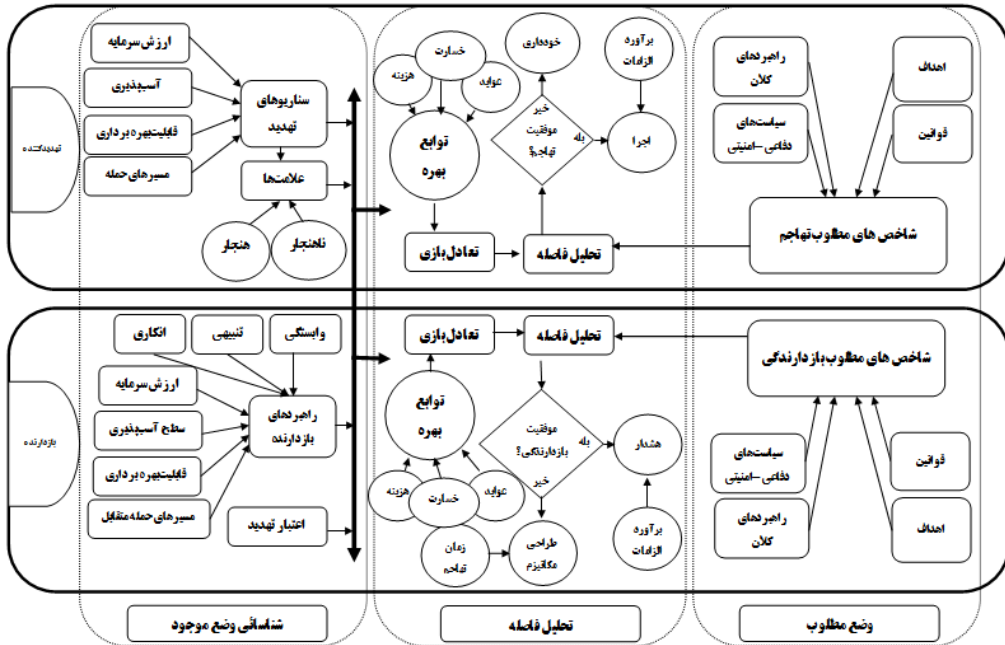 اهداف
راهبردهای
کلان
قوانین
سیاست‌های
دفاعی –امنیتی
شاخص های مطلوب تهاجم
برآورد
الزامات
خودداری
خسارت
هزینه
عواید
اجرا
بله
خیر
موفقیت
تهاجم؟
توابع
بهره
تحلیل فاصله
تعادل بازی
ارزش سرمایه
آسیب‌پذیری
قابلیت بهره برداری
مسیرهای حمله
سناریوهای
تهدید
علامت‌ها
ناهنجار
هنجار
تهدیدکننده
شاخص های مطلوب بازدارندگی
قوانین
سیاست‌های
دفاعی –امنیتی
اهداف
راهبردهای
کلان
تحلیل فاصله
تعادل بازی
توابع
بهره
موفقیت
بازدارندگی؟
بله
خیر
هشدار
برآورد
الزامات
عواید
خسارت
هزینه
طراحی
مکانیزم
زمان
تهاجم
وابستگی
تنبیهی
انکاری
ارزش سرمایه
سطح آسیب‌پذیری
قابلیت بهره برداری
مسیرهای حمله متقابل
راهبردهای
بازدارنده
اعتبار تهدید
بازدارنده
وضع مطلوب
تحلیل فاصله
شناسائی وضع موجود